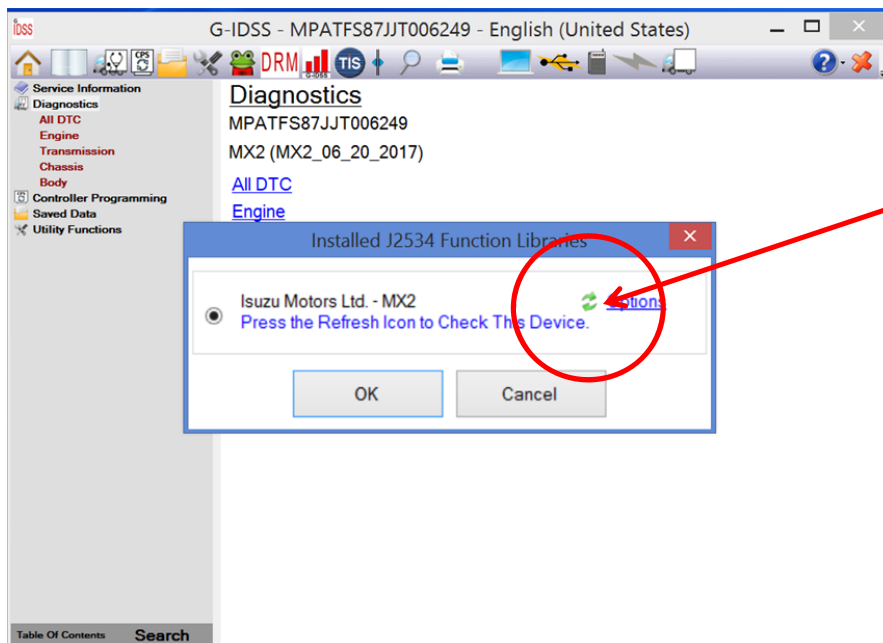 iDSS
G-IDSS - MPATFS87JJT006249 - English (United States)
CPS
DRM
G-IDSS
TIS
?
Service Information
Diagnostics
All DTC
Engine
Transmission
Chassis
Body
Controller Programming
Saved Data
Utility Functions
Diagnostics
MPATFS87JJT006249
MX2 (MX2_06_20_2017)
All DTC
Engine
Installed J2534 Function Libraries
Isuzu Motors Ltd. - MX2
Options
Press the Refresh Icon to Check This Device.
OK
Cancel
Table Of Contents
Search